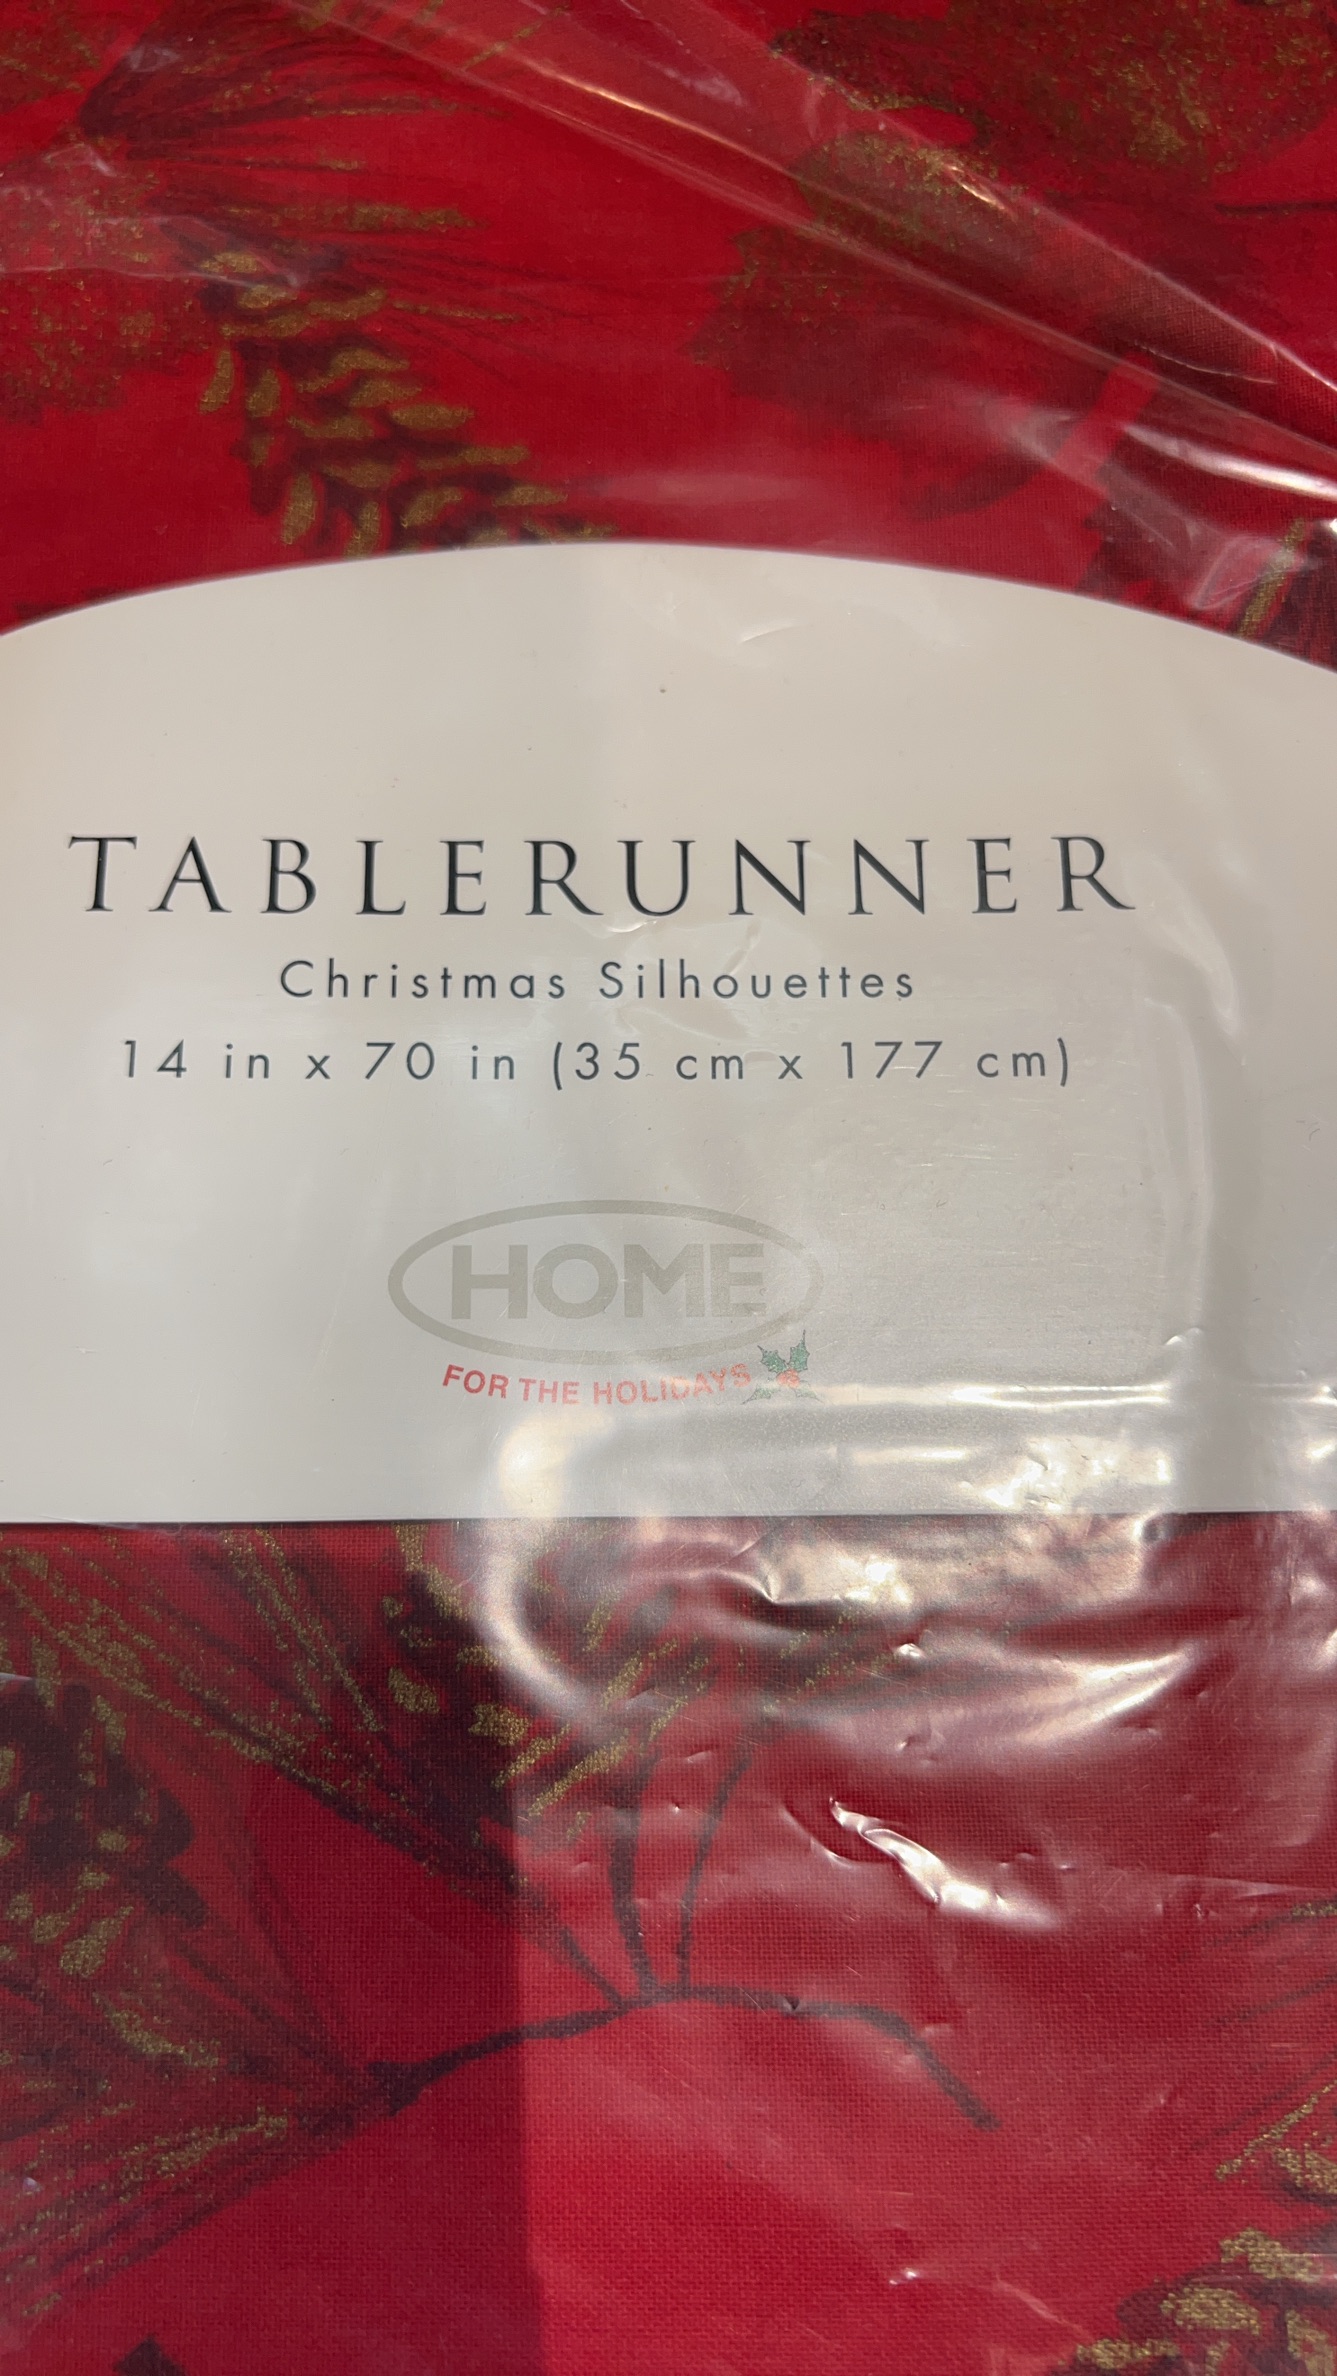 TABLERUNNER
Christmas Silhouettes
14 in x 70 in (35 cm x 177 cm)
HOME
FOR THE HOLIDAYS